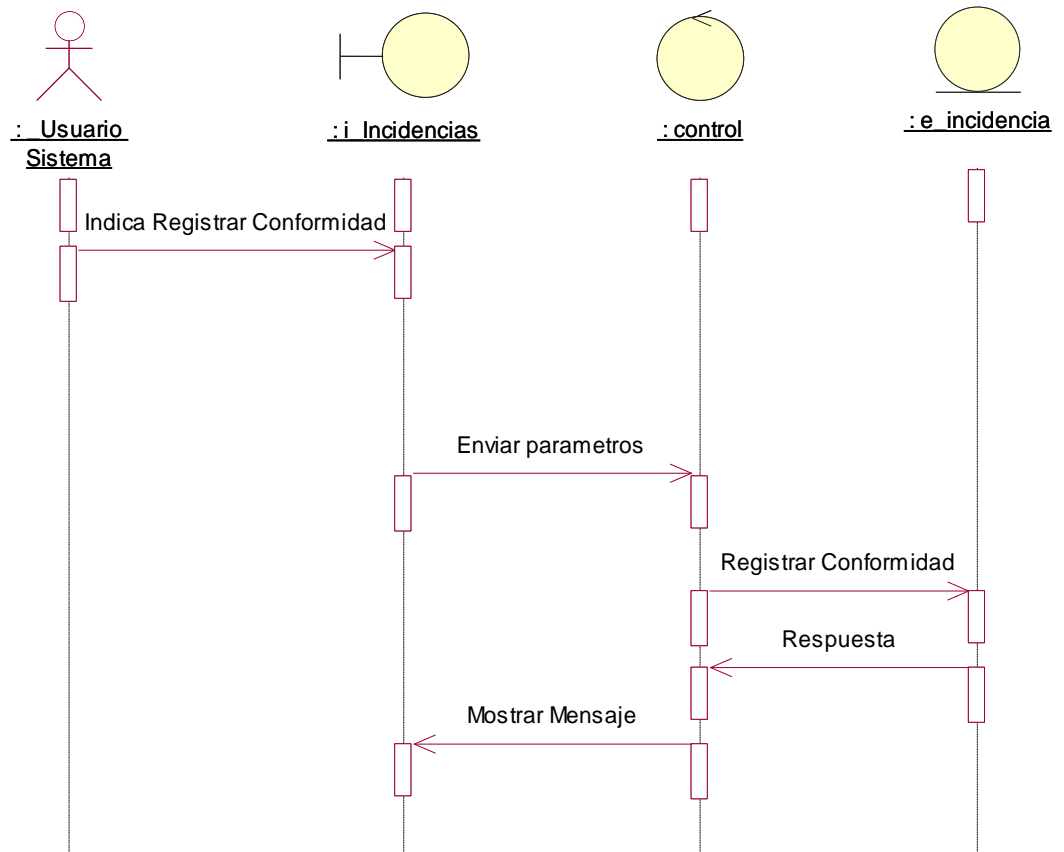 : _Usuario
Sistema
: i_Incidencias
: control
: e_incidencia
Indica Registrar Conformidad
Enviar parametros
Registrar Conformidad
Respuesta
Mostrar Mensaje